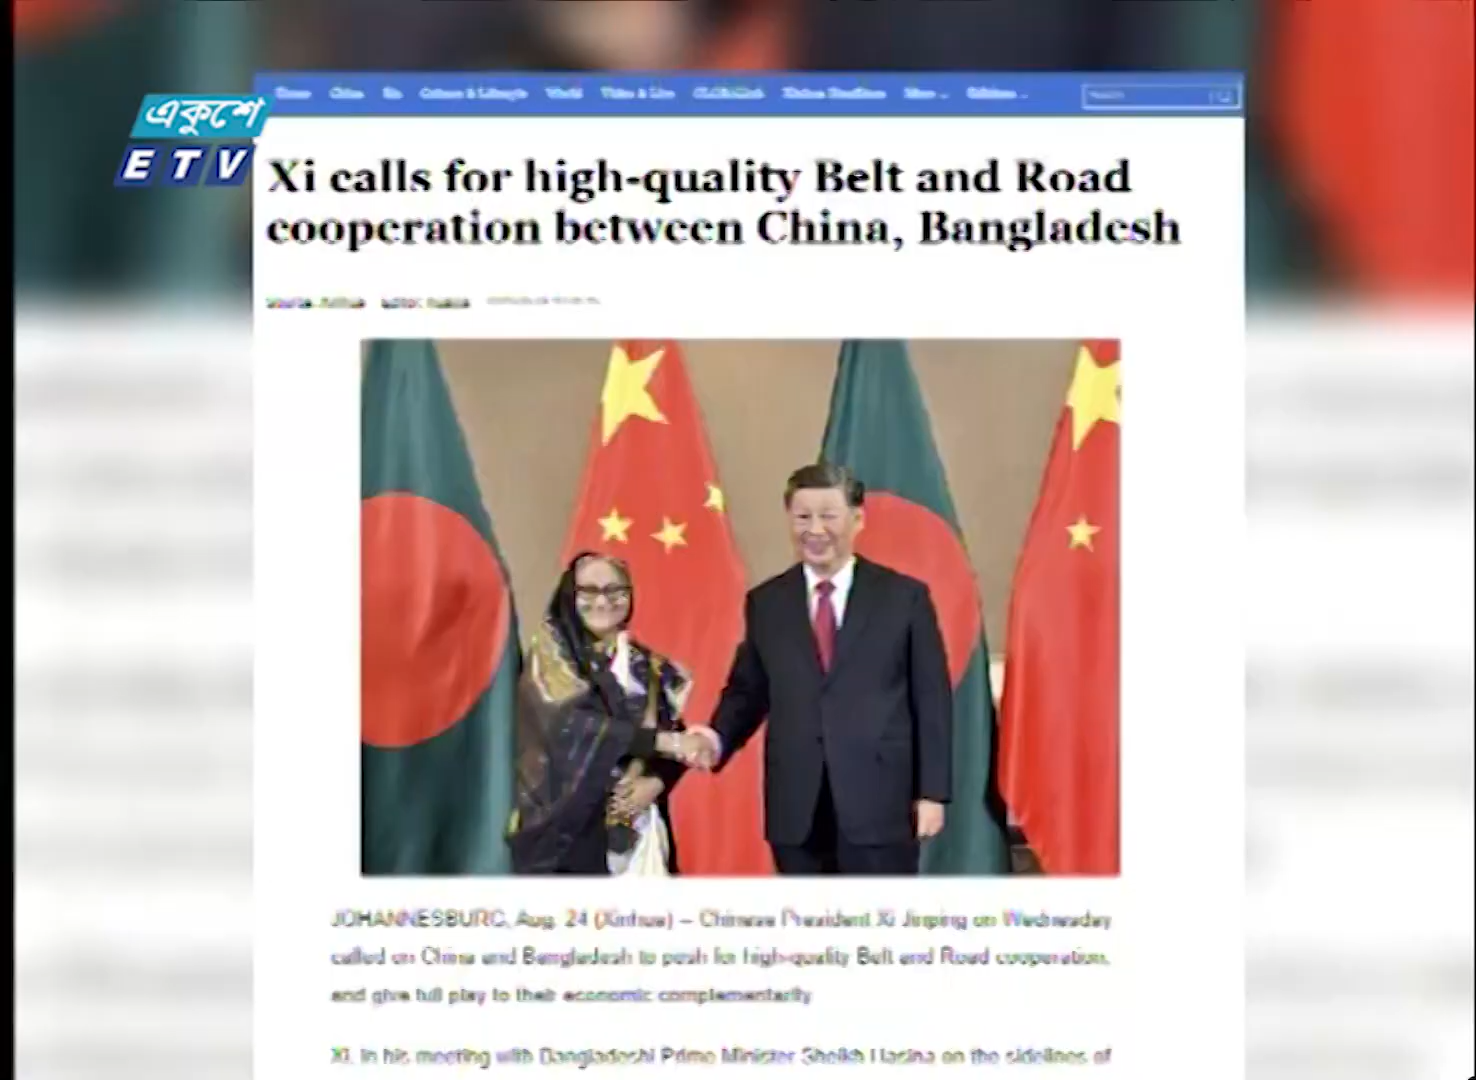 একুশে
ETV
Xi calls for high-quality Belt and Road
cooperation between China, Bangladesh
JOHANNESBURG, Aug. 24 (Xinhua) -- Chinese President Xi Jinping on Wednesday
called on China and Bangladesh to push for high-quality Belt and Road cooperation,
and give full play to their economic complementarity
Xi, in his meeting with Bangladeshi Prime Minister Sheikh Hasina on the sidelines of